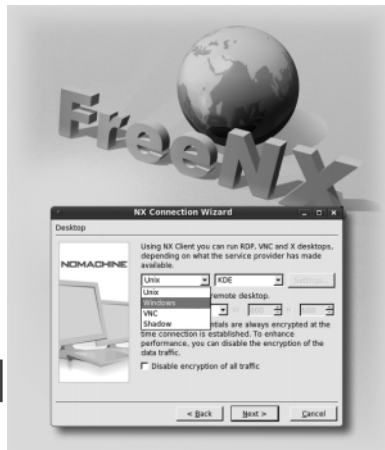 FreeNX
NX Connection Wizard
Desktop
NOMACHINE
Using NX Client you can run RDP, VNC and X desktops,
depending on what the service provider has made
available.
Unix
KDE
Settings...
Unix
Windows
VNC
Shadow
remote desktop.
W 800 H 600
ntials are always encrypted at the
time connection is established. To enhance
performance, you can disable the encryption of the
data traffic.
Disable encryption of all traffic
< Back
Next >
Cancel